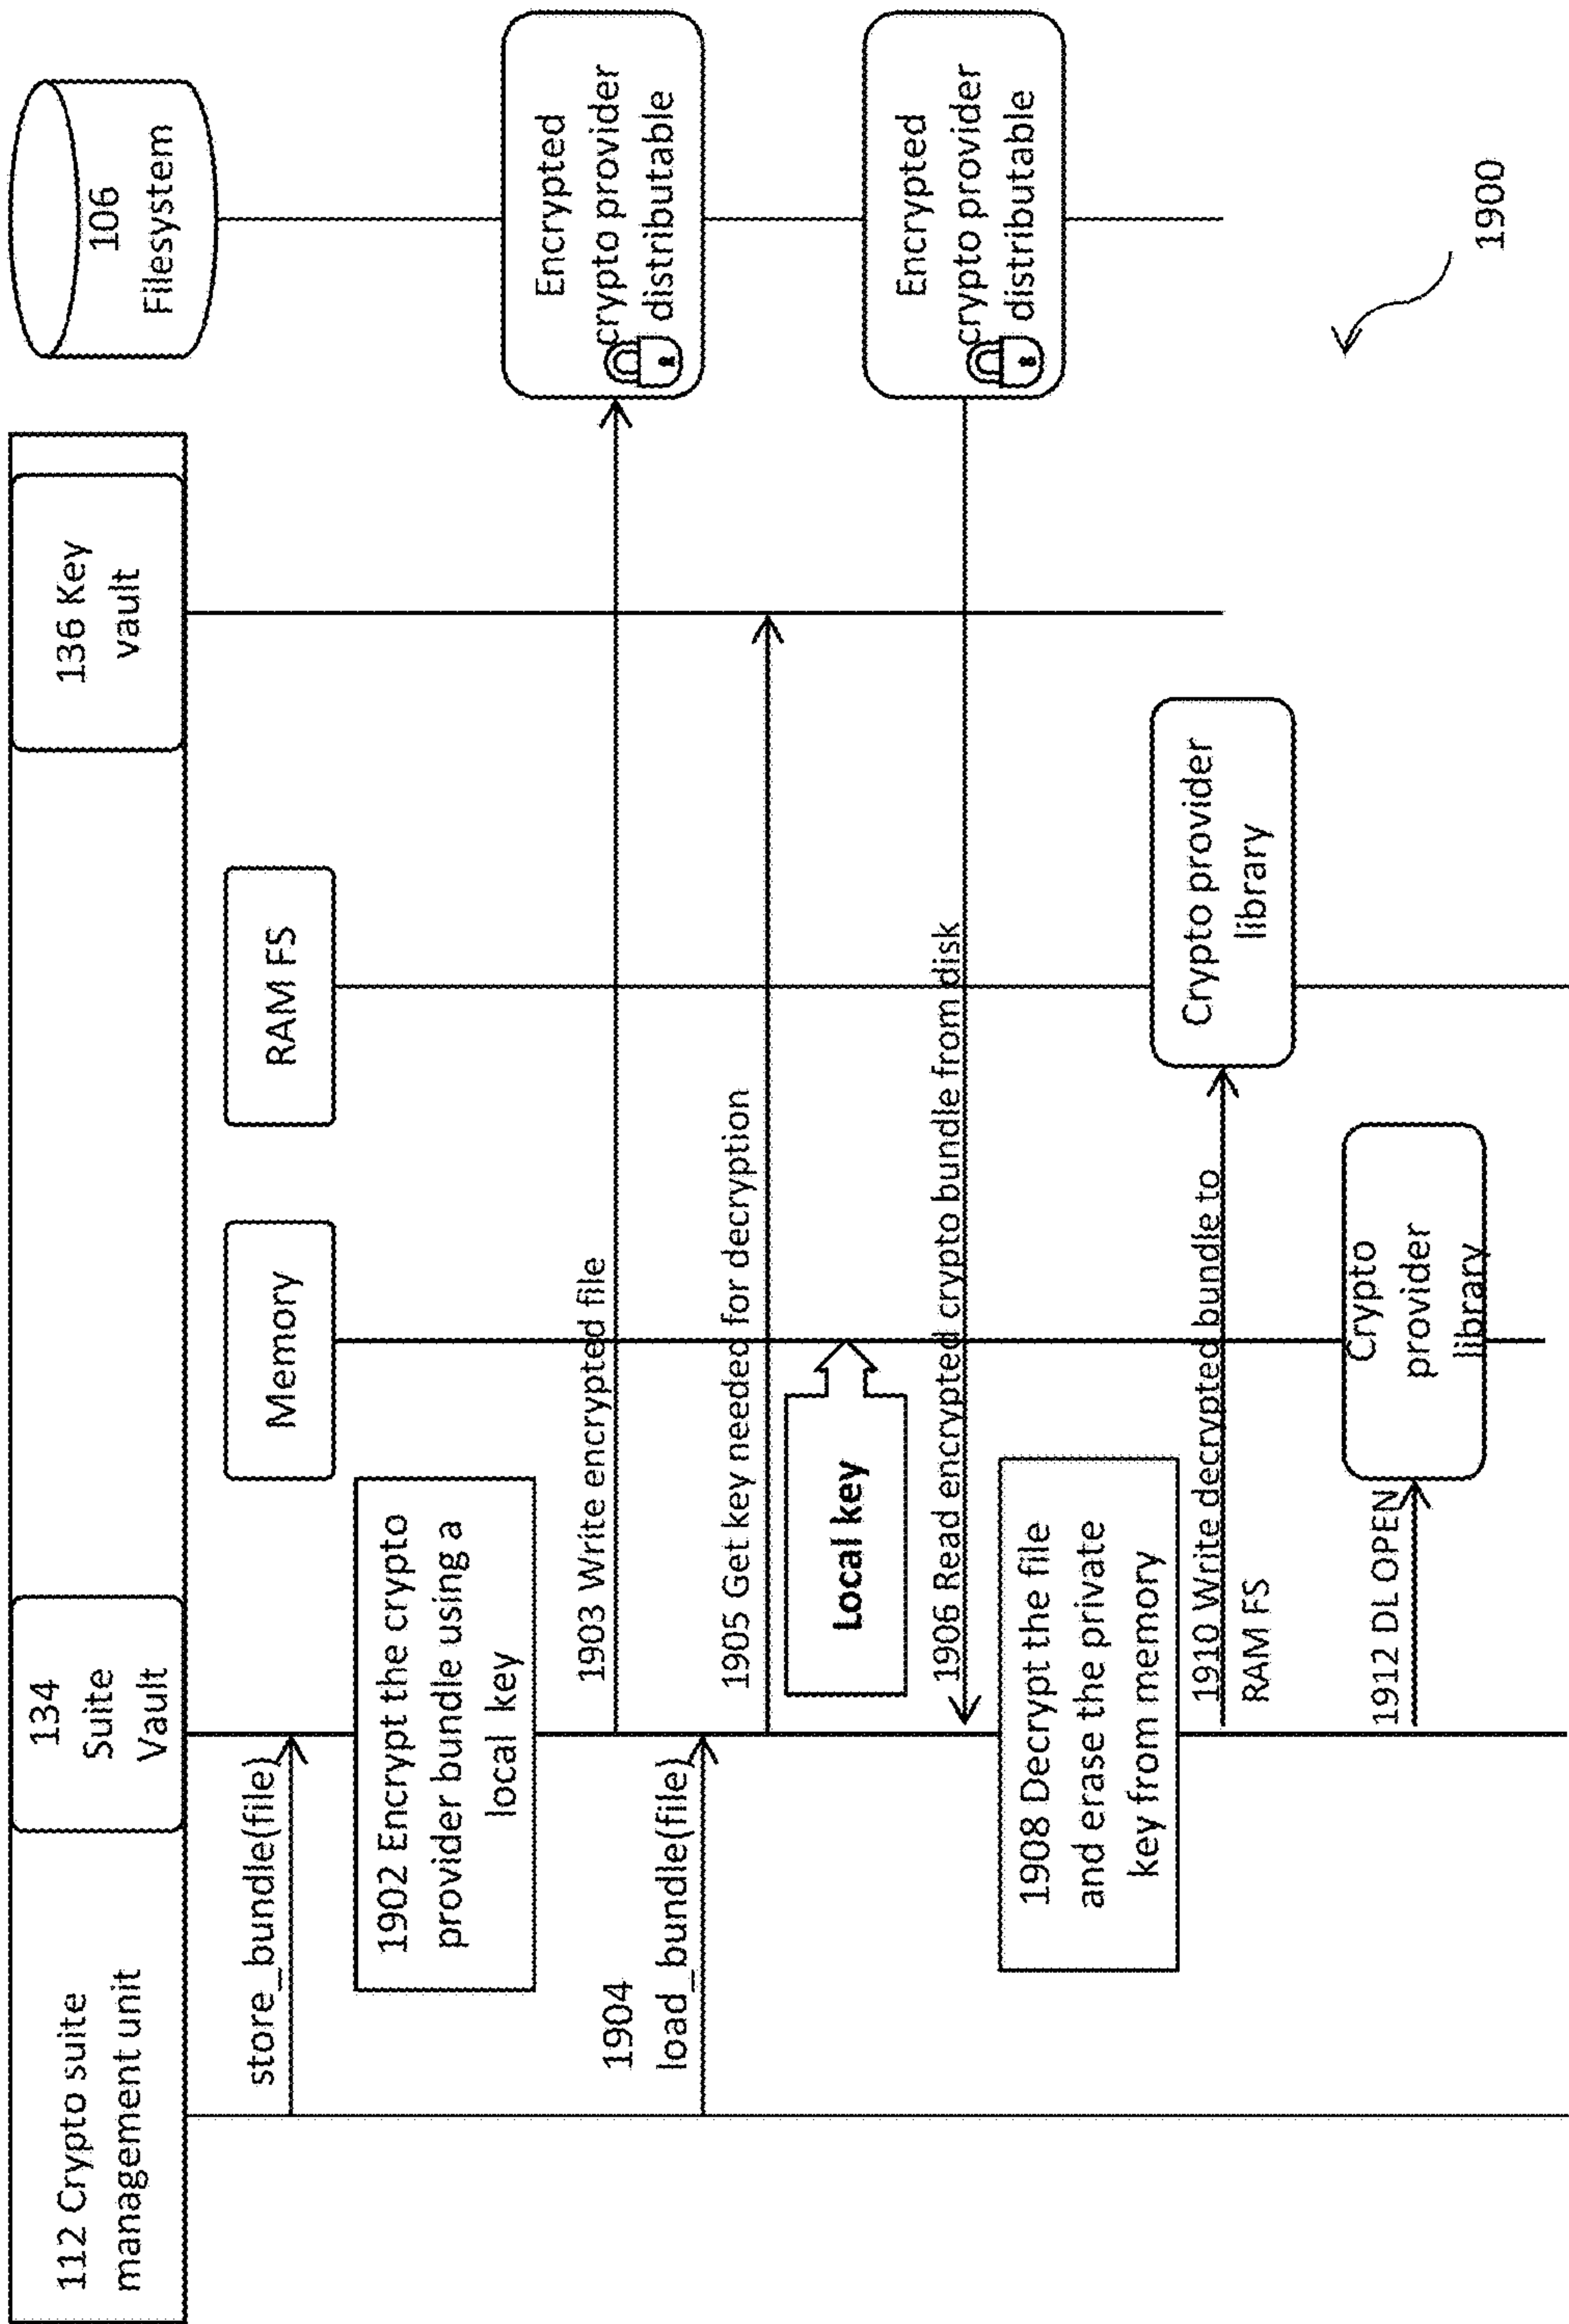 112 Crypto suite
management unit
134
Suite
Vault
136 Key
vault
106
Filesystem
Memory
RAM FS
store_bundle(file)
1902 Encrypt the crypto
provider bundle using a
local key
1903 Write encrypted file
Encrypted
crypto provider
distributable
1904
load_bundle(file)
1905 Get key needed for decryption
Local key
1906 Read encrypted crypto bundle from disk
Encrypted
crypto provider
distributable
1908 Decrypt the file
and erase the private
key from memory
1910 Write decrypted bundle to
RAM FS
Crypto provider
library
1912 DL OPEN
Crypto
provider
library
1900